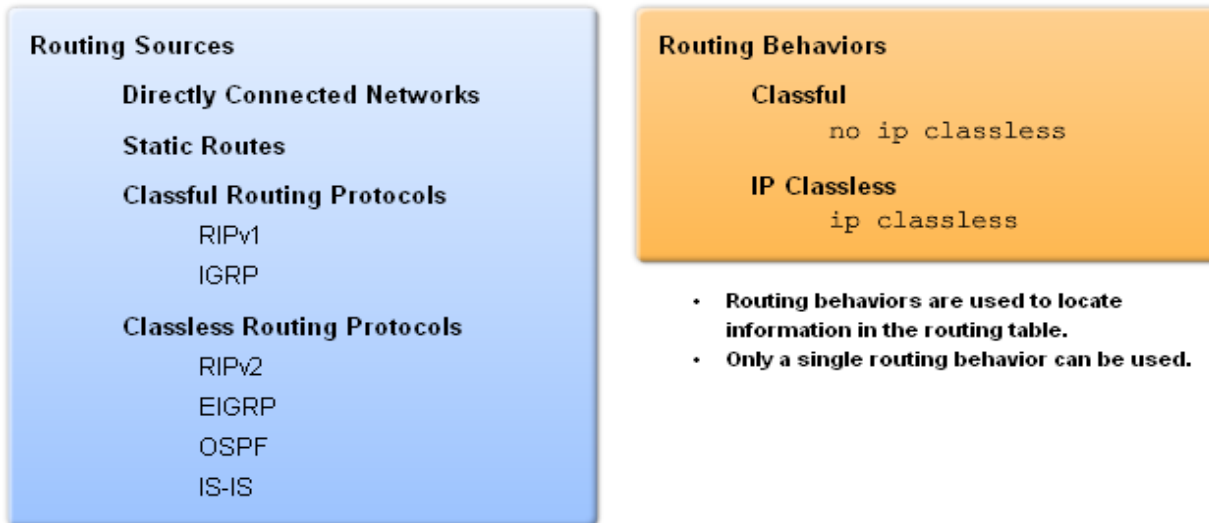 Routing Sources
Directly Connected Networks
Static Routes
Classful Routing Protocols
RIPv1
IGRP
Classless Routing Protocols
RIPv2
EIGRP
OSPF
IS-IS
Routing Behaviors
Classful
no ip classless
IP Classless
ip classless
• Routing behaviors are used to locate
information in the routing table.
• Only a single routing behavior can be used.